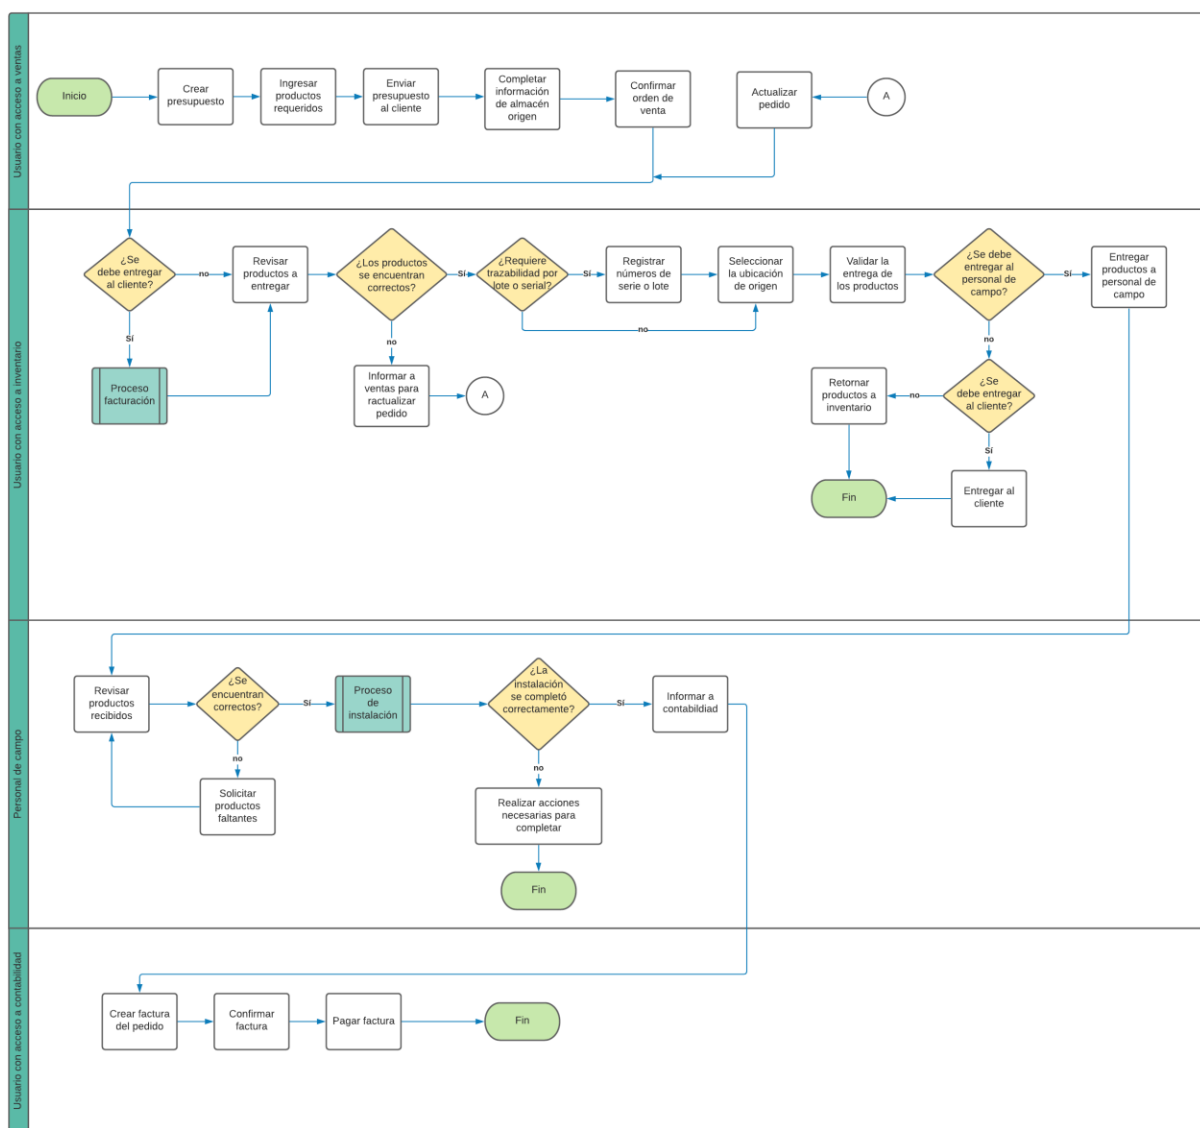 Usuario con acceso a ventas
Inicio
Crear
presupuesto
Ingresar
productos
requeridos
Enviar
presupuesto
al cliente
Completar
información
de almacén
origen
Confirmar
orden de
venta
Actualizar
pedido
A
Usuario con acceso a inventario
¿Se
debe entregar
al cliente?
no
Revisar
productos a
entregar
¿Los productos
se encuentran
correctos?
Sí
¿Requiere
trazabilidad por
lote o serial?
Sí
Registrar
números de
serie o lote
Seleccionar
la ubicación
de origen
Validar la
entrega de
los productos
¿Se debe
entregar al
personal de
campo?
Sí
Entregar
productos a
personal de
campo
no
Sí
no
no
Proceso
facturación
Informar a
ventas para
ractualizar
pedido
A
Retornar
productos a
inventario
no
¿Se
debe entregar
al cliente?
Sí
Fin
Entregar al
cliente
Personal de campo
Revisar
productos
recibidos
¿Se
encuentran
correctos?
Sí
Proceso
de
instalación
¿La
instalación
se completó
correctamente?
Sí
Informar a
contabildiad
no
no
Solicitar
productos
faltantes
Realizar acciones
necesarias para
completar
Fin
Usuario con acceso a contabilidad
Crear factura
del pedido
Confirmar
factura
Pagar factura
Fin